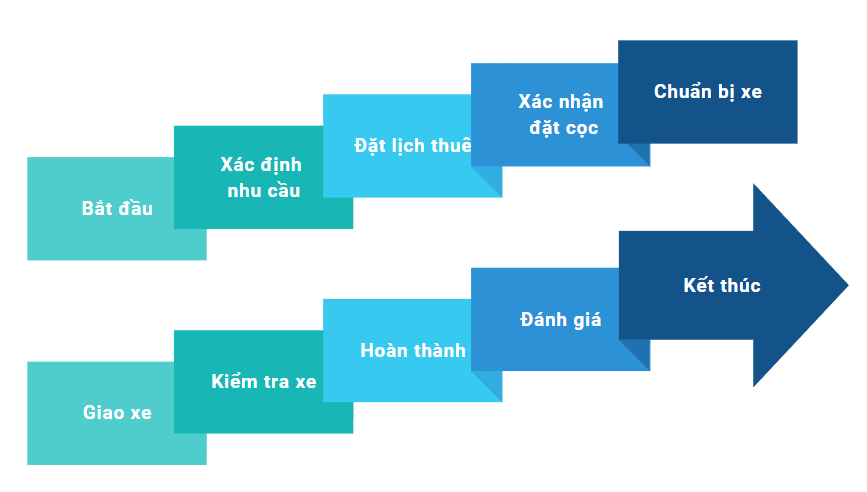 Bắt đầu
Xác định
nhu cầu
Đặt lịch thuê
Xác nhận
đặt cọc
Chuẩn bị xe
Giao xe
Kiểm tra xe
Hoàn thành
Đánh giá
Kết thúc